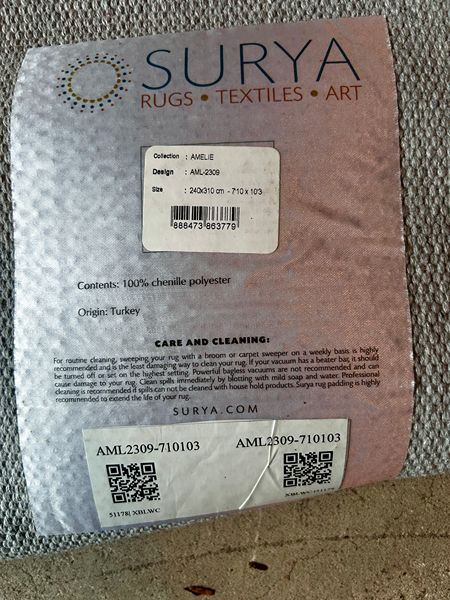 SURYA
RUGS • TEXTILES • ART
Collection : AMELIE
Design : AML-2309
Size : 240x310 cm - 7'10 x 10'3
888473 863779
Contents: 100% chenille polyester
Origin: Turkey
CARE AND CLEANING:
For routine cleaning, sweeping your rug with a broom or carpet sweeper on a weekly basis is highly
recommended and is the least damaging way to clean your rug. If your vacuum has a beater bar, it should
be turned off or set on the highest setting. Powerful bagless vacuums are not recommended and can
cause damage to your rug. Clean spills immediately by blotting with mild soap and water. Professional
cleaning is recommended if spills can not be cleaned with house hold products. Surya rug padding is highly
recommended to extend the life of your rug.
SURYA.COM
AML2309-710103 AML2309-710103
51178| XBLWC